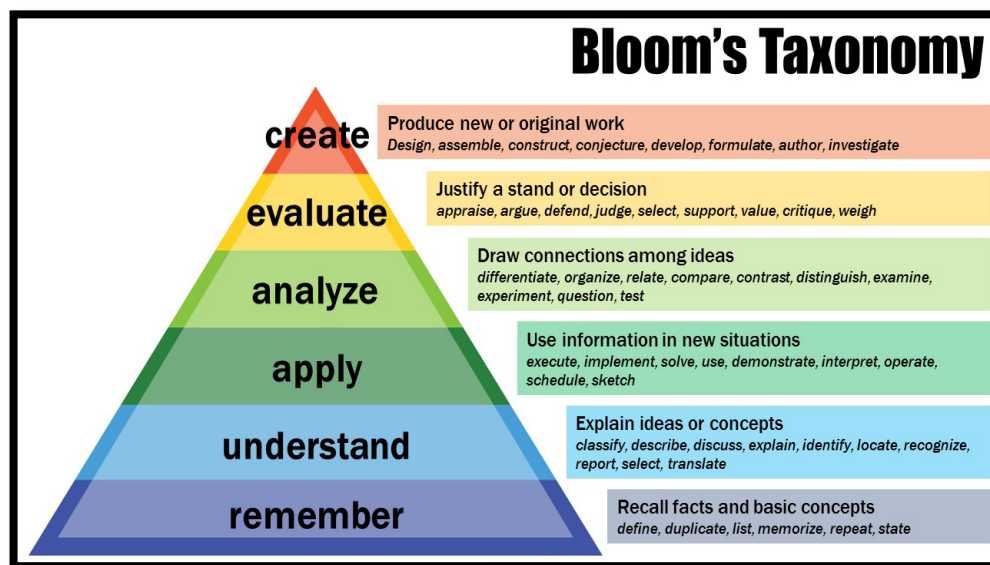 Bloom's Taxonomy
create
Produce new or original work
Design, assemble, construct, conjecture, develop, formulate, author, investigate
evaluate
Justify a stand or decision
appraise, argue, defend, judge, select, support, value, critique, weigh
analyze
Draw connections among ideas
differentiate, organize, relate, compare, contrast, distinguish, examine,
experiment, question, test
apply
Use information in new situations
execute, implement, solve, use, demonstrate, interpret, operate,
schedule, sketch
understand
Explain ideas or concepts
classify, describe, discuss, explain, identify, locate, recognize,
report, select, translate
remember
Recall facts and basic concepts
define, duplicate, list, memorize, repeat, state